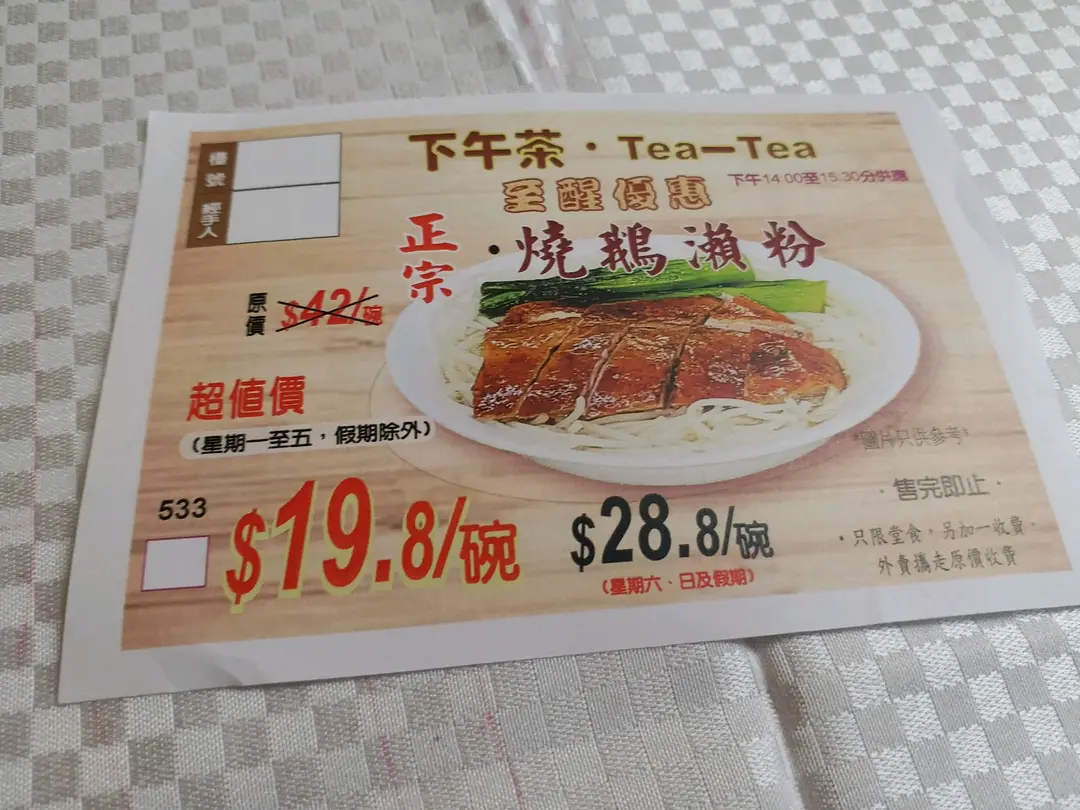 下午茶·Tea—Tea
檯號
經手人
至醒優惠
下午14:00至15:30分供應
正宗
·燒鵝瀨粉
原價
$42/碗
超值價
(星期一至五，假期除外)
*圖片只供參考*
·售完即止·
533
$19.8/碗
$28.8/碗
(星期六、日及假期)
·只限堂食，另加一收費·
外賣攜走原價收費